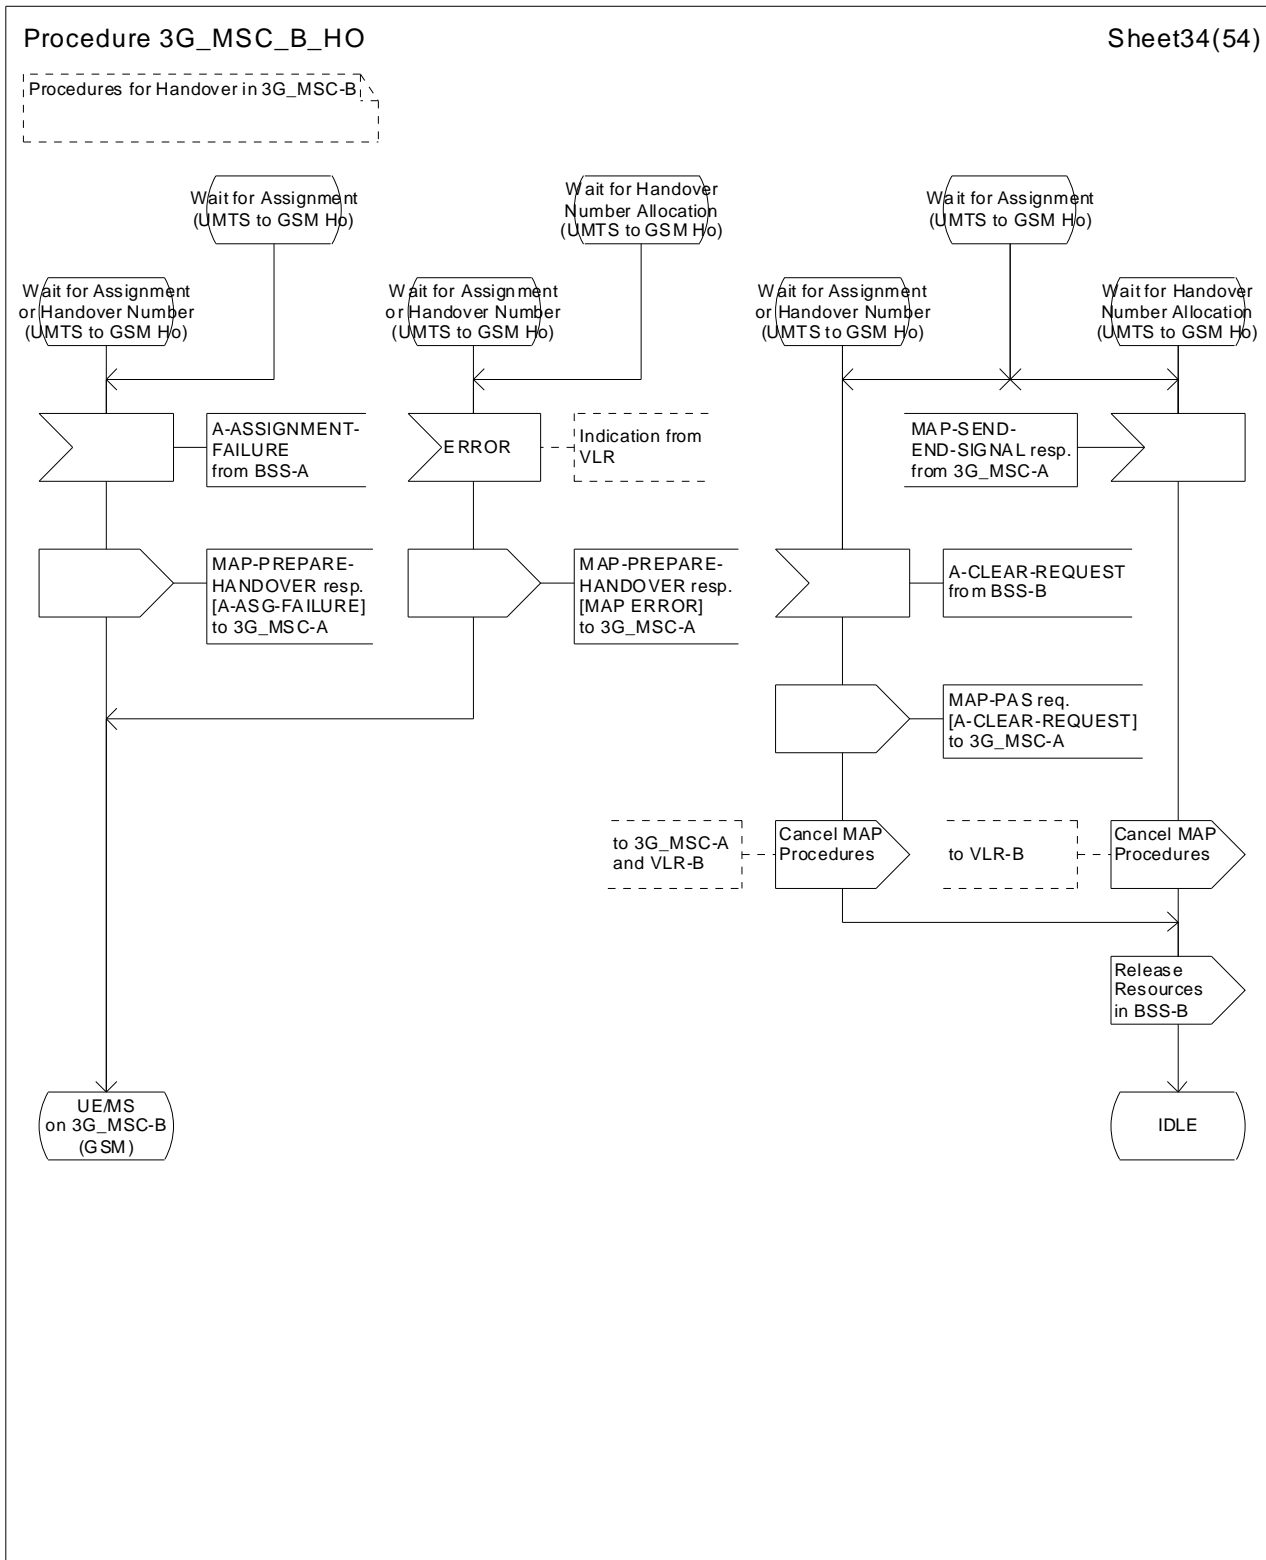 Procedure 3G_MSC_B_HO
Sheet34(54)
Procedures for Handover in 3G_MSC-B
Wait for Assignment
(UMTS to GSM Ho)
Wait for Handover
Number Allocation
(UMTS to GSM Ho)
Wait for Assignment
(UMTS to GSM Ho)
Wait for Assignment
or Handover Number
(UMTS to GSM Ho)
Wait for Assignment
or Handover Number
(UMTS to GSM Ho)
Wait for Assignment
or Handover Number
(UMTS to GSM Ho)
Wait for Handover
Number Allocation
(UMTS to GSM Ho)
A-ASSIGNMENT-
FAILURE
from BSS-A
ERROR
Indication from
VLR
MAP-SEND-
END-SIGNAL resp.
from 3G_MSC-A
MAP-PREPARE-
HANDOVER resp.
[A-ASG-FAILURE]
to 3G_MSC-A
MAP-PREPARE-
HANDOVER resp.
[MAP ERROR]
to 3G_MSC-A
A-CLEAR-REQUEST
from BSS-B
MAP-PAS req.
[A-CLEAR-REQUEST]
to 3G_MSC-A
to 3G_MSC-A
and VLR-B
Cancel MAP
Procedures
to VLR-B
Cancel MAP
Procedures
Release
Resources
in BSS-B
UE/MS
on 3G_MSC-B
(GSM)
IDLE